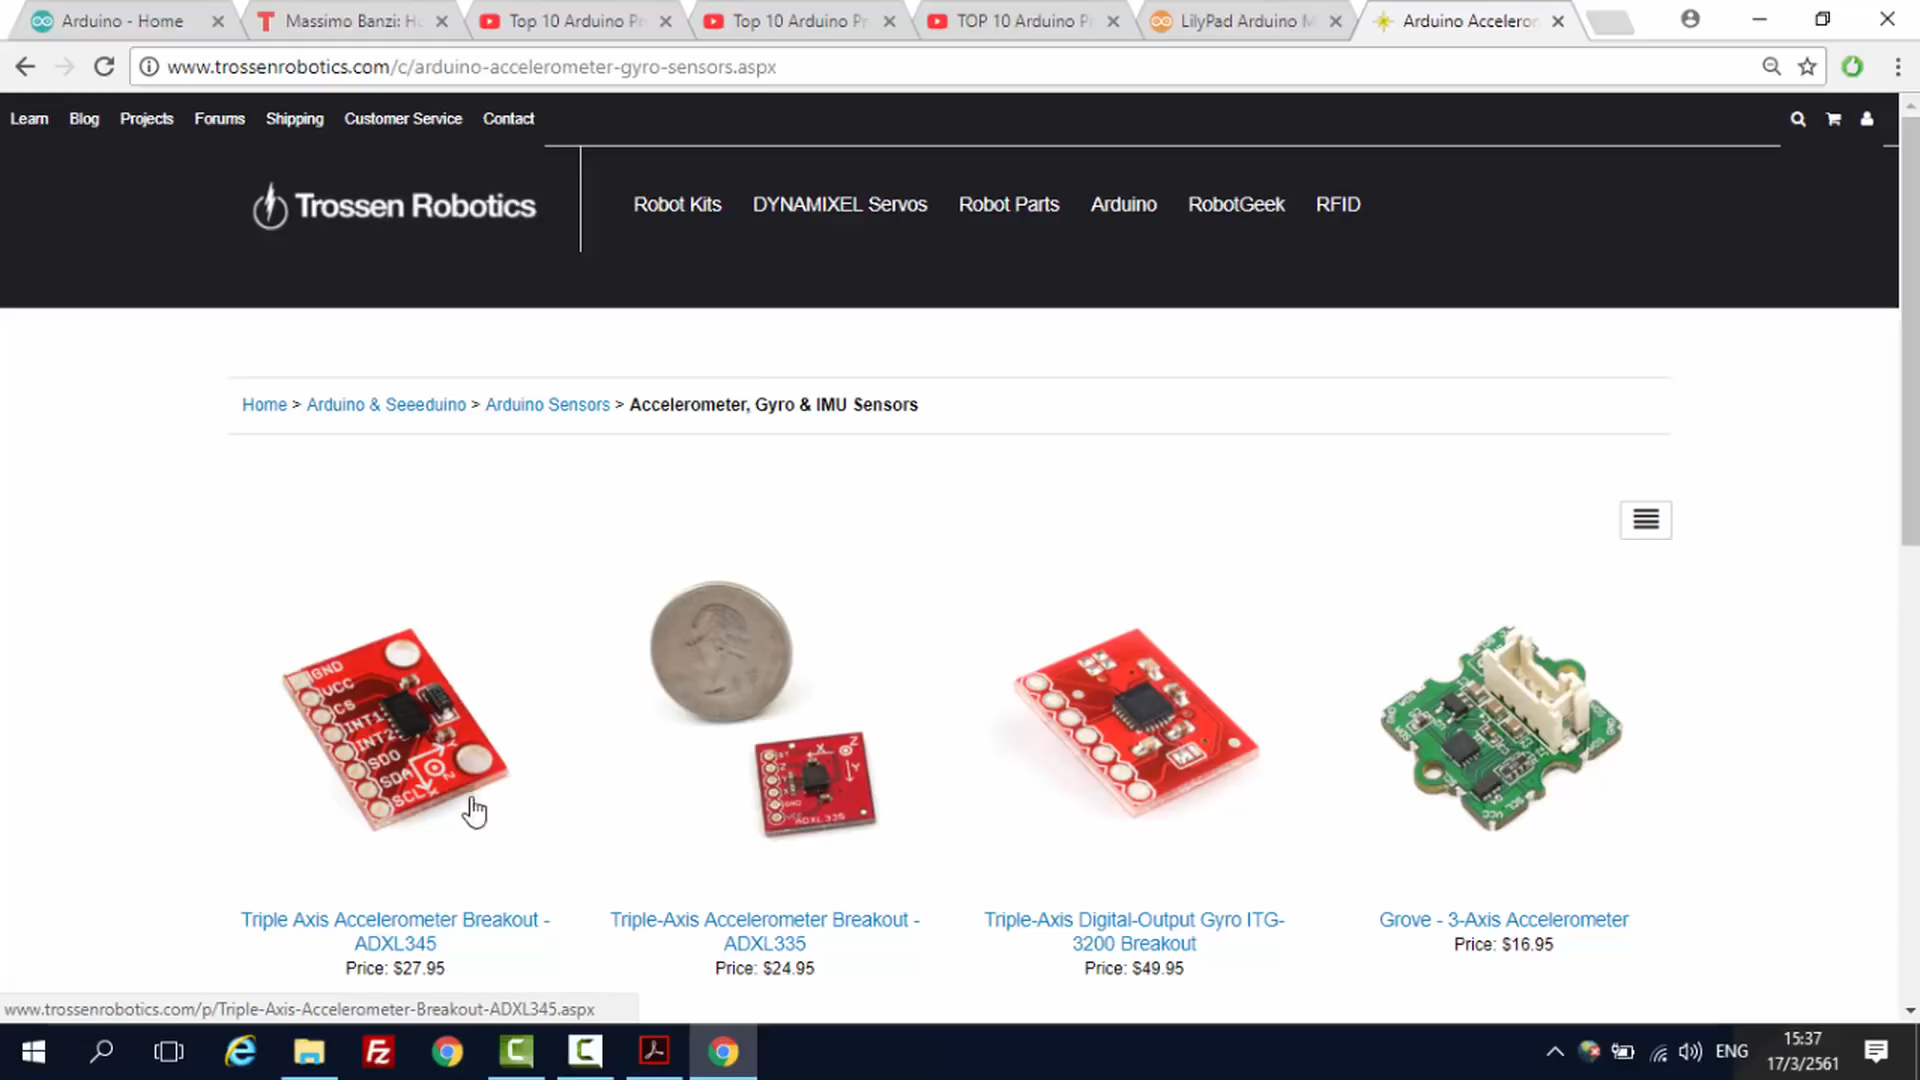 Arduino - Home
Massimo Banzi: Ho
Top 10 Arduino Pr
Top 10 Arduino Pr
TOP 10 Arduino P
LilyPad Arduino M
Arduino Acceleror
www.trossenrobotics.com/c/arduino-accelerometer-gyro-sensors.aspx
Learn Blog Projects Forums Shipping Customer Service Contact
Trossen Robotics
Robot Kits DYNAMIXEL Servos Robot Parts Arduino RobotGeek RFID
Home > Arduino & Seeeduino > Arduino Sensors > Accelerometer, Gyro & IMU Sensors
GND
VCC
CS
INT1
INT2
SDO
SDA
SCL
X
Y
Z
X
Z
Y
GND
ADXL335
Triple Axis Accelerometer Breakout -
ADXL345
Price: $27.95
Triple-Axis Accelerometer Breakout -
ADXL335
Price: $24.95
Triple-Axis Digital-Output Gyro ITG-
3200 Breakout
Price: $49.95
Grove - 3-Axis Accelerometer
Price: $16.95
www.trossenrobotics.com/p/Triple-Axis-Accelerometer-Breakout-ADXL345.aspx
ENG
15:37
17/3/2561